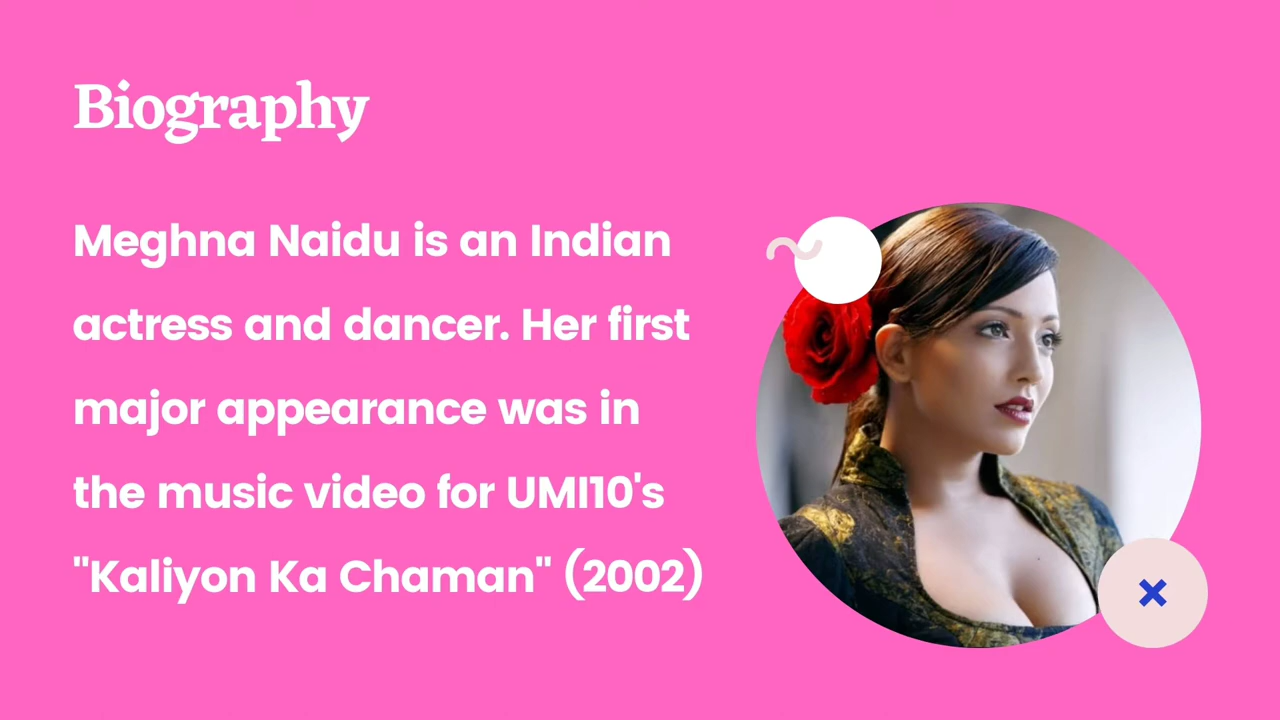 Biography
Meghna Naidu is an Indian
actress and dancer. Her first
major appearance was in
the music video for UMI10's
"Kaliyon Ka Chaman" (2002)